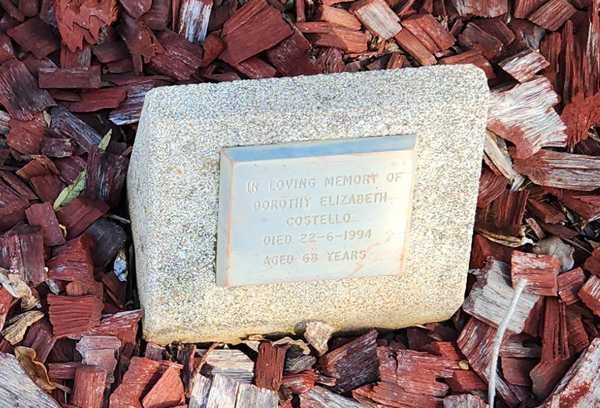 IN LOVING MEMORY OF
DOROTHY ELIZABETH
COSTELLO
DIED 22-6-1994
AGED 68 YEARS